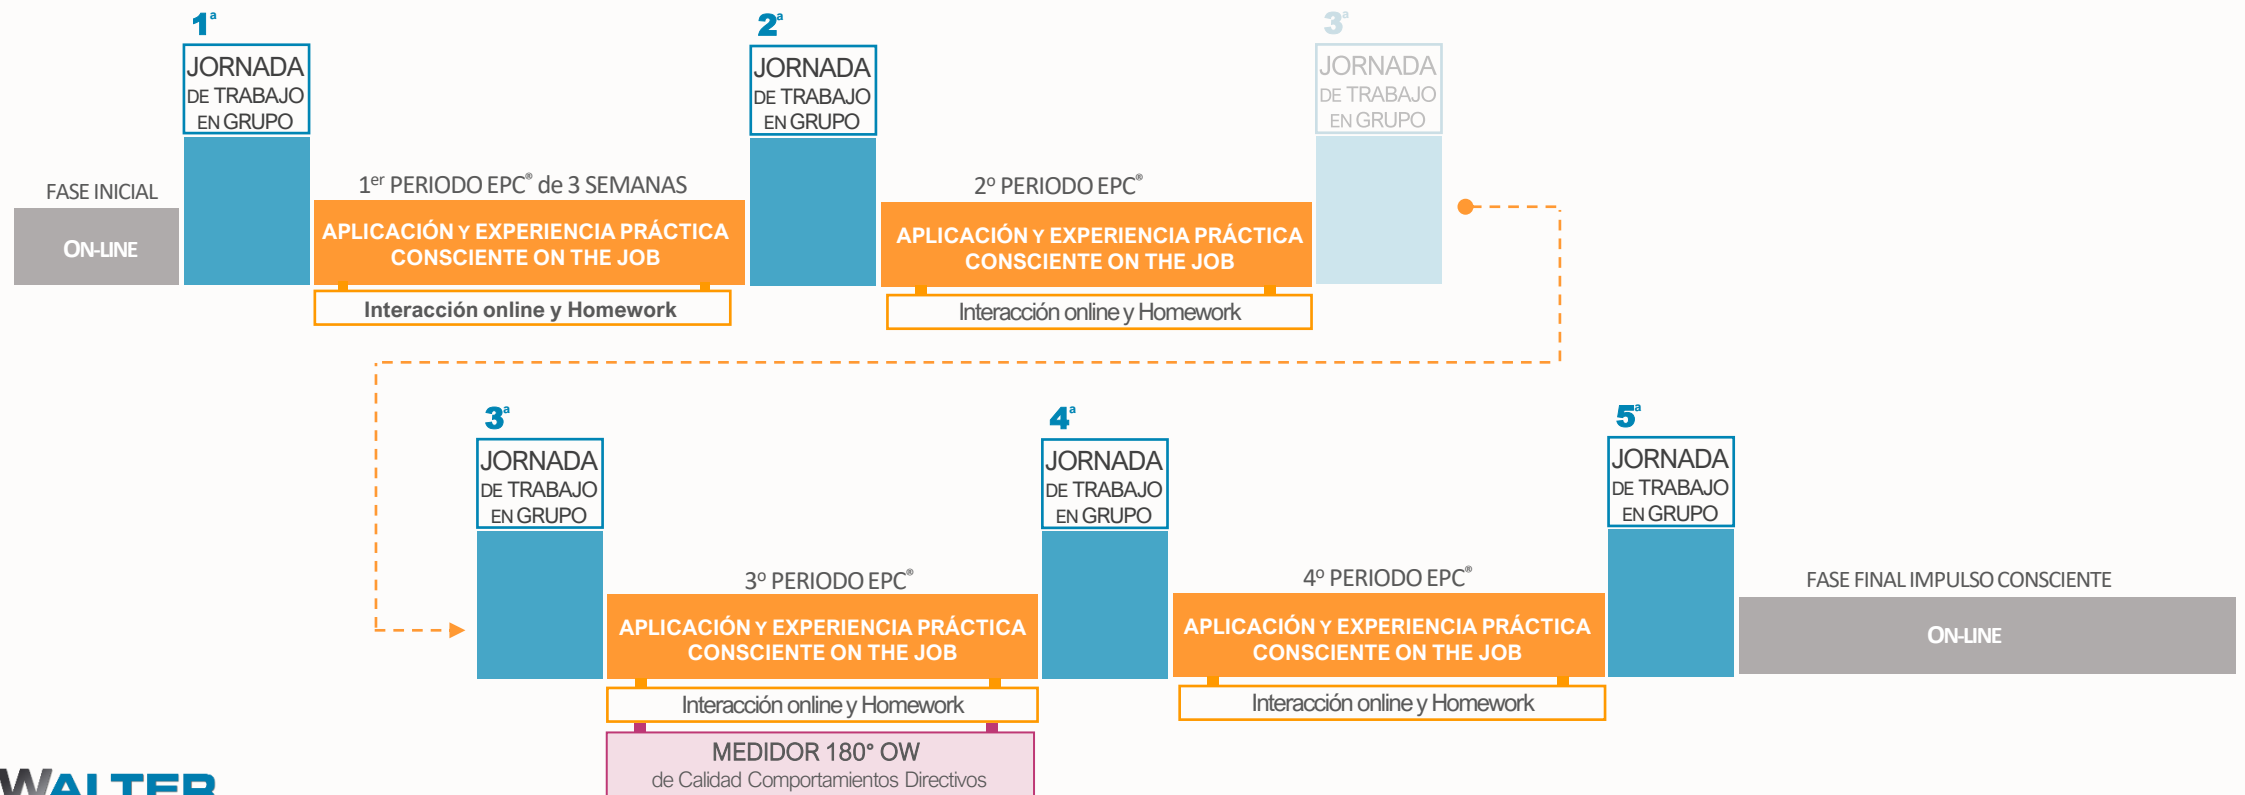 1ª
JORNADA
DE TRABAJO
EN GRUPO
2ª
JORNADA
DE TRABAJO
EN GRUPO
3ª
JORNADA
DE TRABAJO
EN GRUPO
FASE INICIAL
ON-LINE
1er PERIODO EPC® de 3 SEMANAS
APLICACIÓN Y EXPERIENCIA PRÁCTICA
CONSCIENTE ON THE JOB
Interacción online y Homework
2º PERIODO EPC®
APLICACIÓN Y EXPERIENCIA PRÁCTICA
CONSCIENTE ON THE JOB
Interacción online y Homework
3ª
JORNADA
DE TRABAJO
EN GRUPO
4ª
JORNADA
DE TRABAJO
EN GRUPO
5ª
JORNADA
DE TRABAJO
EN GRUPO
3º PERIODO EPC®
APLICACIÓN Y EXPERIENCIA PRÁCTICA
CONSCIENTE ON THE JOB
Interacción online y Homework
MEDIDOR 180° OW
de Calidad Comportamientos Directivos
4º PERIODO EPC®
APLICACIÓN Y EXPERIENCIA PRÁCTICA
CONSCIENTE ON THE JOB
Interacción online y Homework
FASE FINAL IMPULSO CONSCIENTE
ON-LINE
WALTER